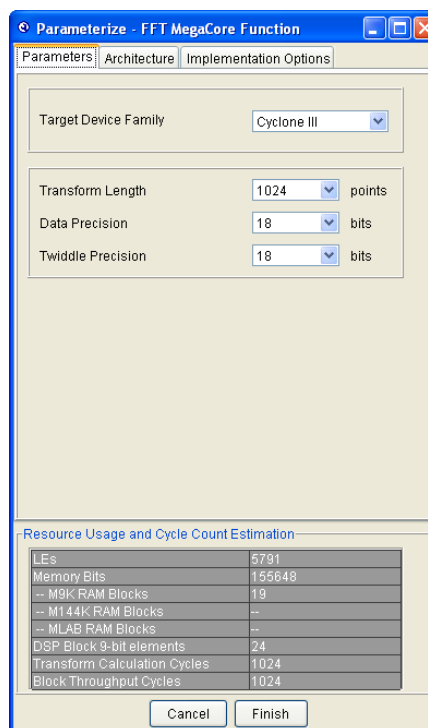 Parameterize - FFT MegaCore Function
Parameters Architecture Implementation Options
Target Device Family Cyclone III
Transform Length 1024 points
Data Precision 18 bits
Twiddle Precision 18 bits
Resource Usage and Cycle Count Estimation
LEs 5791
Memory Bits 155648
-- M9K RAM Blocks 19
-- M144K RAM Blocks --
-- MLAB RAM Blocks --
DSP Block 9-bit elements 24
Transform Calculation Cycles 1024
Block Throughput Cycles 1024
Cancel Finish